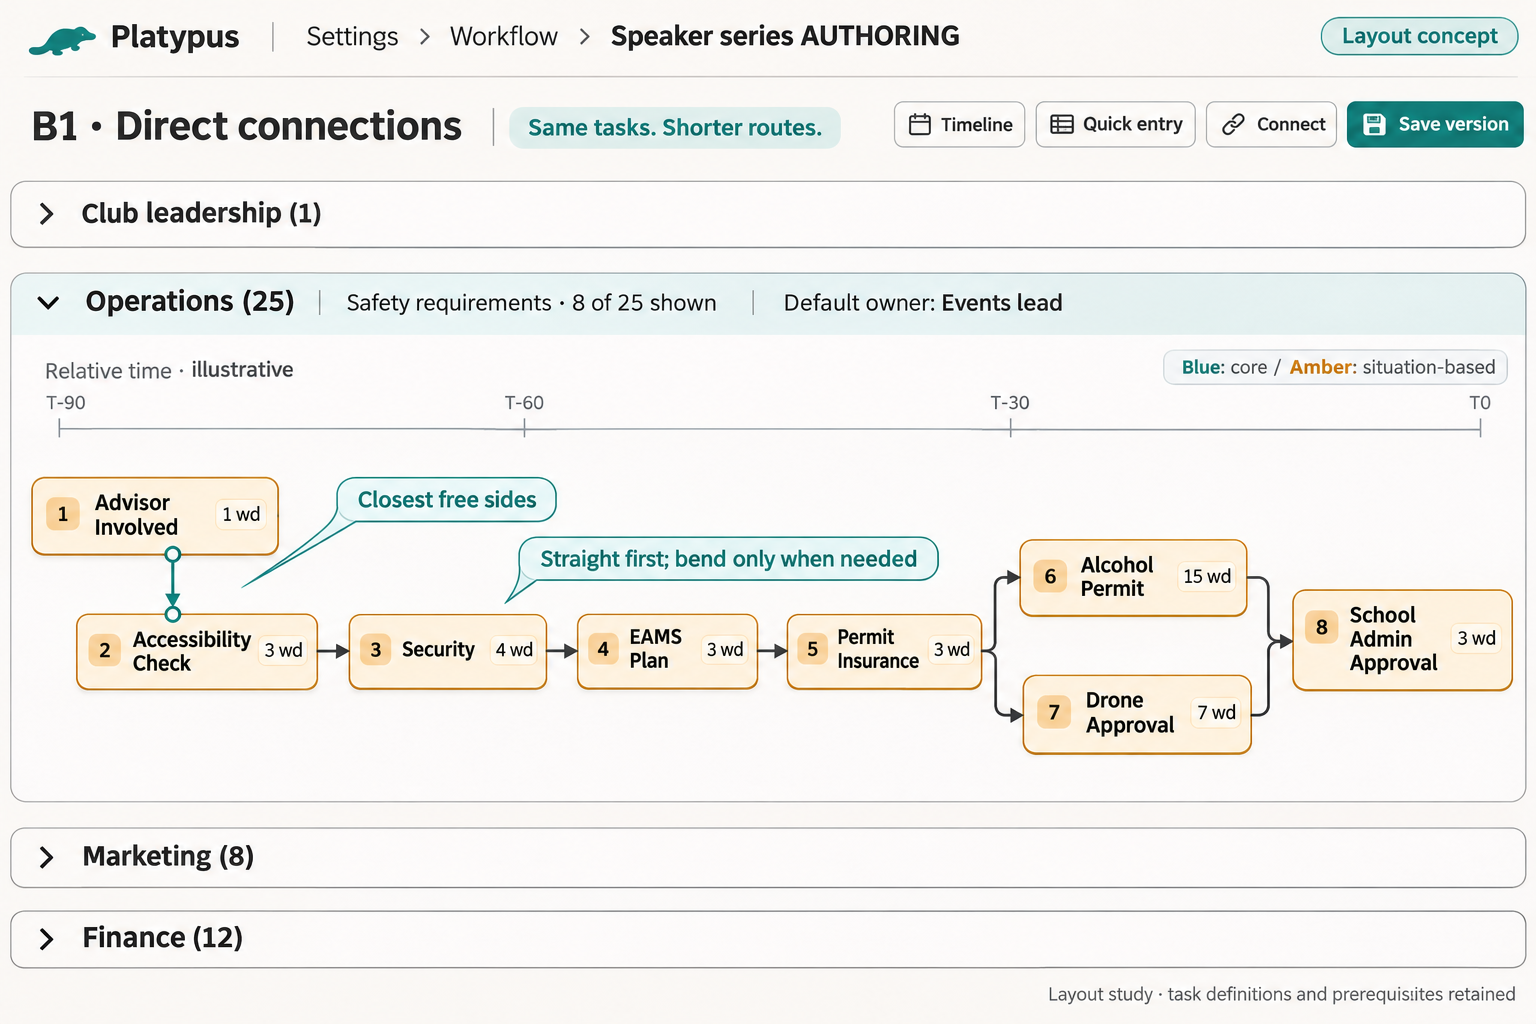 Platypus
Settings > Workflow > Speaker series AUTHORING
Layout concept
B1 • Direct connections
Same tasks. Shorter routes.
Timeline
Quick entry
Connect
Save version
Club leadership (1)
Operations (25)
Safety requirements · 8 of 25 shown
Default owner: Events lead
Relative time · illustrative
Blue: core / Amber: situation-based
T-90
T-60
T-30
T0
1
Advisor
Involved
1 wd
Closest free sides
Straight first; bend only when needed
2
Accessibility
Check
3 wd
3
Security
4 wd
4
EAMS
Plan
3 wd
5
Permit
Insurance
3 wd
6
Alcohol
Permit
15 wd
7
Drone
Approval
7 wd
8
School
Admin
Approval
3 wd
Marketing (8)
Finance (12)
Layout study · task definitions and prerequisites retained